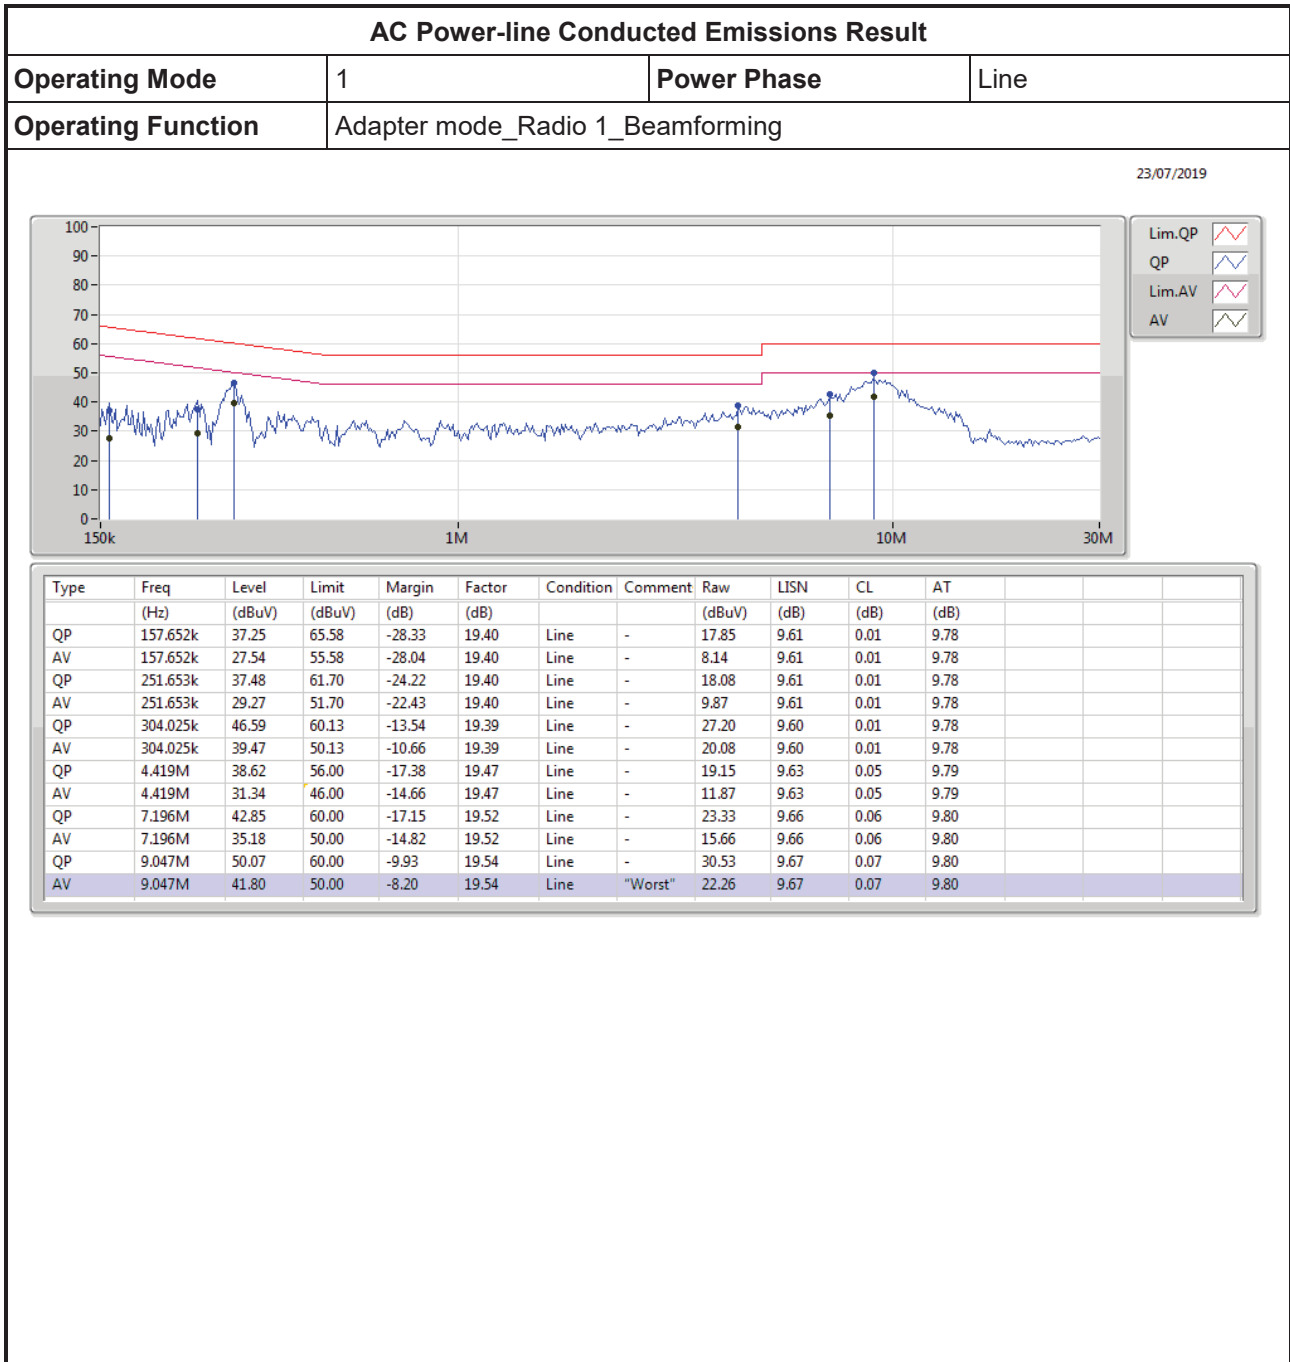 AC Power-line Conducted Emissions Result
Operating Mode 1 Power Phase Line
Operating Function Adapter mode_Radio 1_Beamforming
23/07/2019
100
90
80
70
60
50
40
30
20
10
0
150k 1M 10M 30M
Lim.QP
QP
Lim.AV
AV
Type Freq Level Limit Margin Factor Condition Comment Raw LISN CL AT
(Hz) (dBuV) (dBuV) (dB) (dB) (dBuV) (dB) (dB) (dB)
QP 157.652k 37.25 65.58 -28.33 19.40 Line - 17.85 9.61 0.01 9.78
AV 157.652k 27.54 55.58 -28.04 19.40 Line - 8.14 9.61 0.01 9.78
QP 251.653k 37.48 61.70 -24.22 19.40 Line - 18.08 9.61 0.01 9.78
AV 251.653k 29.27 51.70 -22.43 19.40 Line - 9.87 9.61 0.01 9.78
QP 304.025k 46.59 60.13 -13.54 19.39 Line - 27.20 9.60 0.01 9.78
AV 304.025k 39.47 50.13 -10.66 19.39 Line - 20.08 9.60 0.01 9.78
QP 4.419M 38.62 56.00 -17.38 19.47 Line - 19.15 9.63 0.05 9.79
AV 4.419M 31.34 46.00 -14.66 19.47 Line - 11.87 9.63 0.05 9.79
QP 7.196M 42.85 60.00 -17.15 19.52 Line - 23.33 9.66 0.06 9.80
AV 7.196M 35.18 50.00 -14.82 19.52 Line - 15.66 9.66 0.06 9.80
QP 9.047M 50.07 60.00 -9.93 19.54 Line - 30.53 9.67 0.07 9.80
AV 9.047M 41.80 50.00 -8.20 19.54 Line "Worst" 22.26 9.67 0.07 9.80